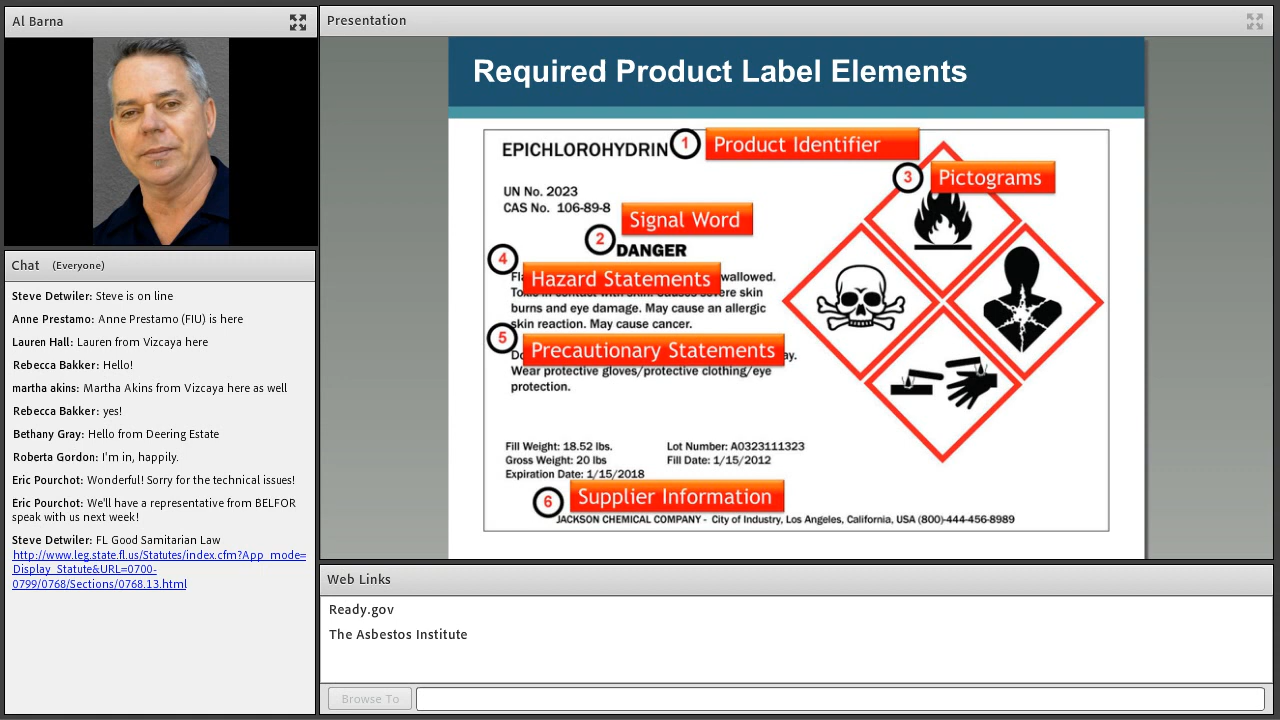 Al Barna
Chat (Everyone)
Steve Detwiler: Steve is on line
Anne Prestamo: Anne Prestamo (FIU) is here
Lauren Hall: Lauren from Vizcaya here
Rebecca Bakker: Hello!
martha akins: Martha Akins from Vizcaya here as well
Rebecca Bakker: yes!
Bethany Gray: Hello from Deering Estate
Roberta Gordon: I'm in, happily.
Eric Pourchot: Wonderful! Sorry for the technical issues!
Eric Pourchot: We'll have a representative from BELFOR
speak with us next week!
Steve Detwiler: FL Good Samitarian Law
http://www.leg.state.fl.us/Statutes/index.cfm?App_mode=
Display_Statute&URL=0700-
0799/0768/Sections/0768.13.html
Presentation
Required Product Label Elements
EPICHLOROHYDRIN 1 Product Identifier
3 Pictograms
UN No. 2023
CAS No. 106-89-8
Signal Word
2 DANGER
4 Hazard Statements
wallowed.
skin
burns and eye damage. May cause an allergic
skin reaction. May cause cancer.
5 Precautionary Statements
Wear protective gloves/protective clothing/eye
protection.
Fill Weight: 18.52 lbs. Lot Number: A0323111323
Gross Weight: 20 lbs Fill Date: 1/15/2012
Expiration Date: 1/15/2018
6 Supplier Information
JACKSON CHEMICAL COMPANY - City of Industry, Los Angeles, California, USA (800)-444-456-8989
Web Links
Ready.gov
The Asbestos Institute
Browse To